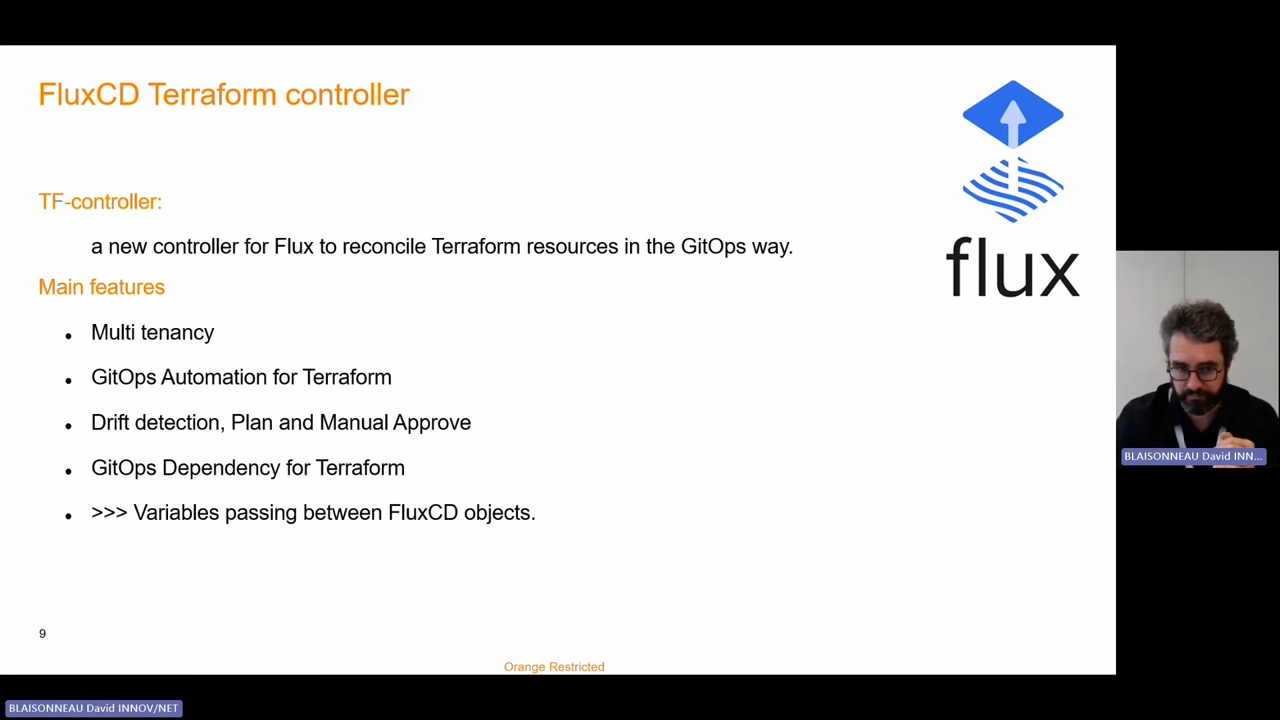 FluxCD Terraform controller
TF-controller:
a new controller for Flux to reconcile Terraform resources in the GitOps way.
Main features
• Multi tenancy
• GitOps Automation for Terraform
• Drift detection, Plan and Manual Approve
• GitOps Dependency for Terraform
• >>> Variables passing between FluxCD objects.
flux
BLAISONNEAU David INN...
9
Orange Restricted
BLAISONNEAU David INNOV/NET